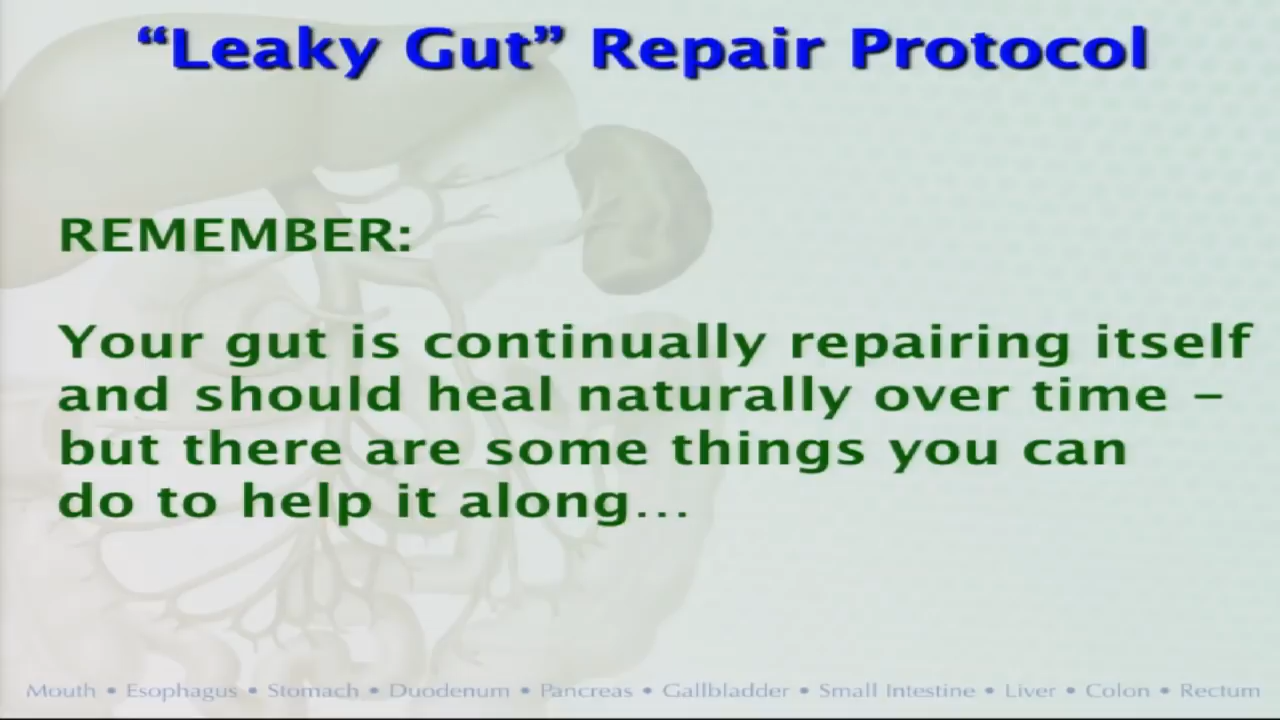 “Leaky Gut” Repair Protocol
REMEMBER:
Your gut is continually repairing itself
and should heal naturally over time –
but there are some things you can
do to help it along…
Mouth • Esophagus • Stomach • Duodenum • Pancreas • Gallbladder • Small Intestine • Liver • Colon • Rectum